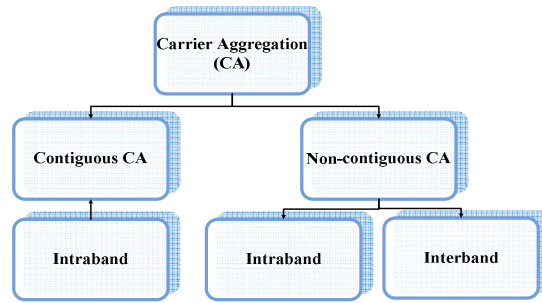 Carrier Aggregation
(CA)
Contiguous CA
Non-contiguous CA
Intraband
Intraband
Interband